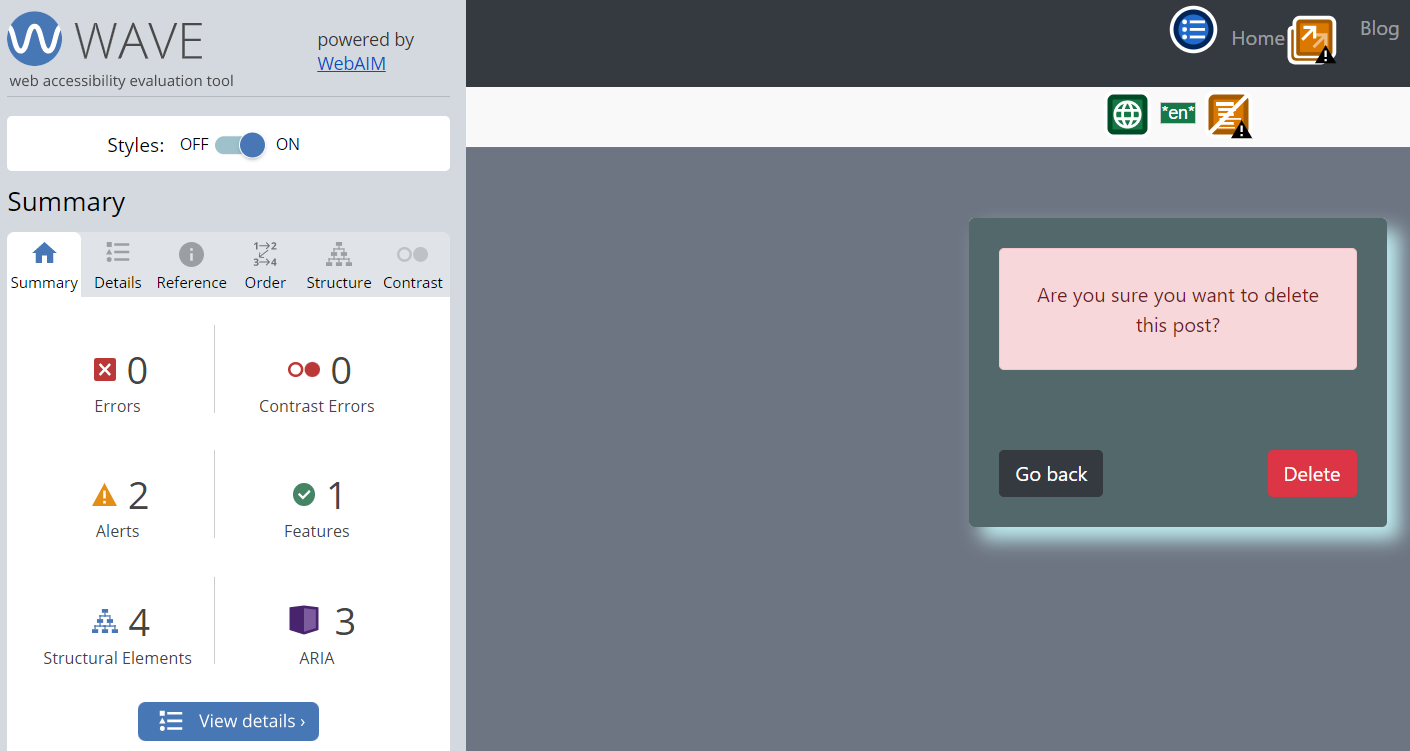 WAVE
powered by
WebAIM
web accessibility evaluation tool
Styles: OFF ON
Summary
1→2
3→4
Summary Details Reference Order Structure Contrast
0
Errors
0
Contrast Errors
2
Alerts
1
Features
4
Structural Elements
3
ARIA
View details ›
Home
Blog
*en*
Are you sure you want to delete
this post?
Go back
Delete